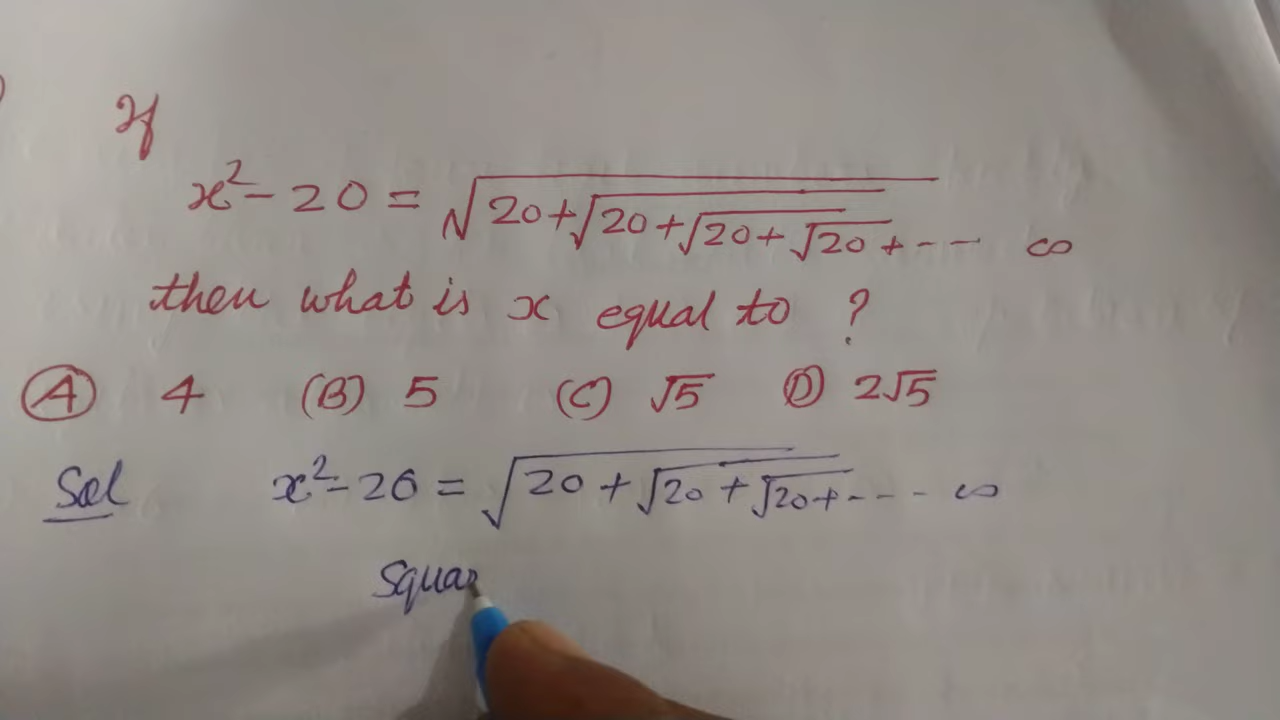 If
x² - 20 = √(20 + √(20 + √(20 + √20 + - - ∞
then what is x equal to ?
(A) 4 (B) 5 (C) √5 (D) 2√5
Sol x² - 20 = √(20 + √(20 + √(20 + - - - - ∞
Squar